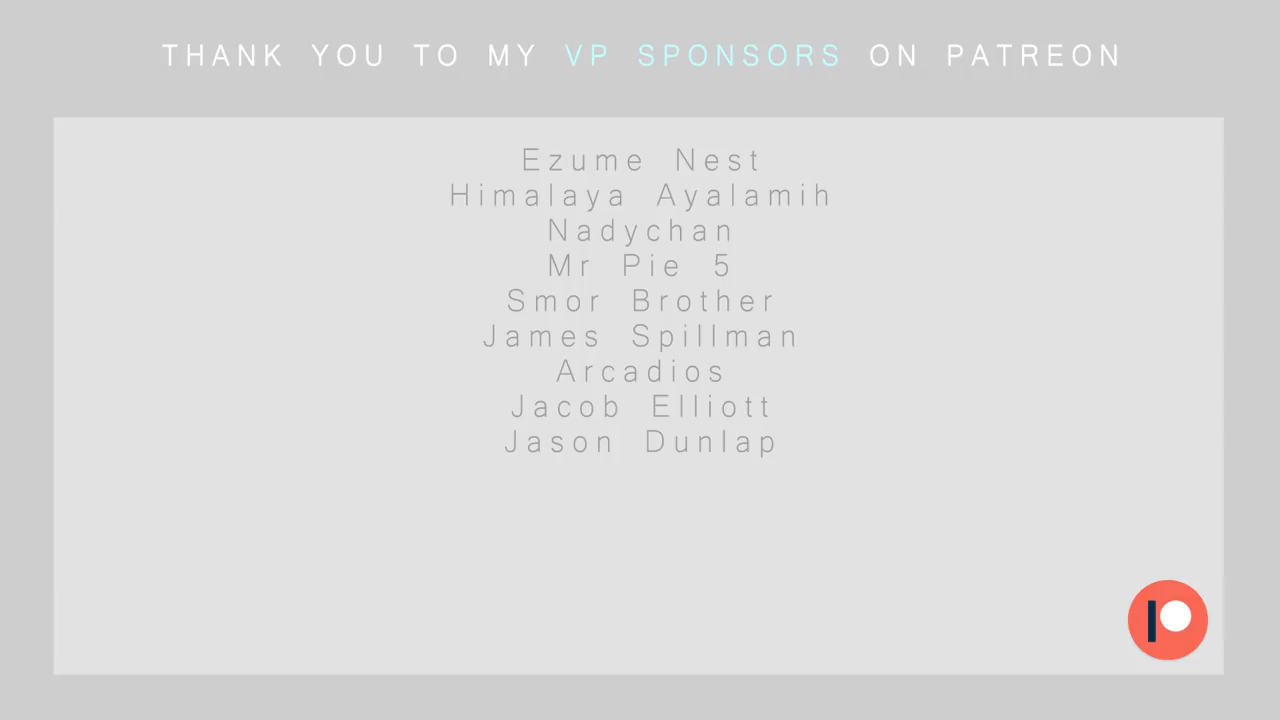 THANK YOU TO MY VP SPONSORS ON PATREON
Ezume Nest
Himalaya Ayalamih
Nadychan
Mr Pie 5
Smor Brother
James Spillman
Arcadios
Jacob Elliott
Jason Dunlap